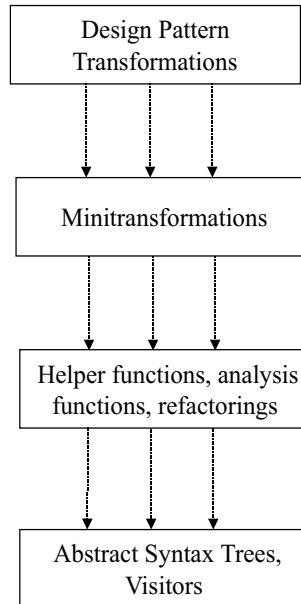 Design Pattern
Transformations
Minitransformations
Helper functions, analysis
functions, refactorings
Abstract Syntax Trees,
Visitors